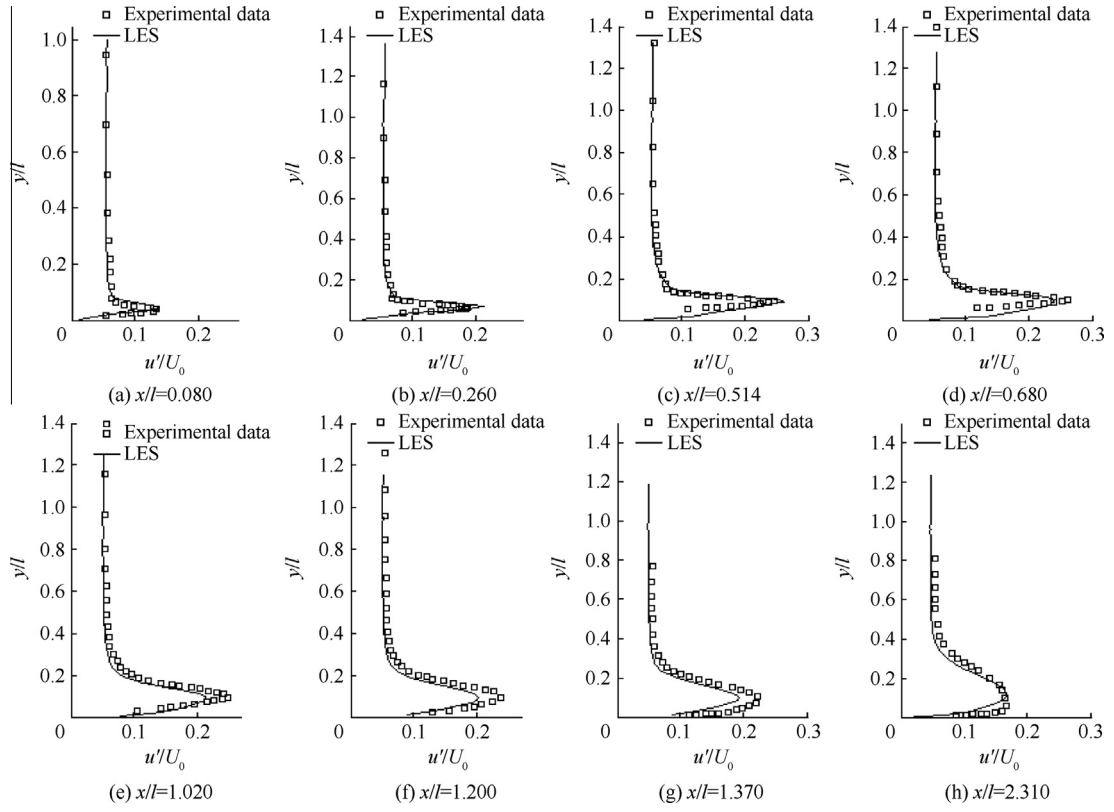 Experimental data
LES
1.0
0.8
0.6
0.4
0.2
0
0.2
y/l
u′/U0
(a) x/l=0.080
Experimental data
LES
1.4
1.2
1.0
0.8
0.6
0.4
0.2
0
0.1
0.2
y/l
u′/U0
(b) x/l=0.260
Experimental data
LES
1.4
1.2
1.0
0.8
0.6
0.4
0.2
0
0.1
0.2
0.3
y/l
u′/U0
(c) x/l=0.514
Experimental data
LES
1.4
1.2
1.0
0.8
0.6
0.4
0.2
0
0.1
0.2
0.3
y/l
u′/U0
(d) x/l=0.680
1.4
Experimental data
LES
1.2
1.0
0.8
0.6
0.4
0.2
0
0.1
0.2
y/l
u′/U0
(e) x/l=1.020
Experimental data
LES
1.4
1.2
1.0
0.8
0.6
0.4
0.2
0
0.1
0.2
y/l
u′/U0
(f) x/l=1.200
Experimental data
LES
1.4
1.2
1.0
0.8
0.6
0.4
0.2
0
0.1
0.2
0.3
y/l
u′/U0
(g) x/l=1.370
Experimental data
LES
1.4
1.2
1.0
0.8
0.6
0.4
0.2
0
0.1
0.2
0.3
y/l
u′/U0
(h) x/l=2.310